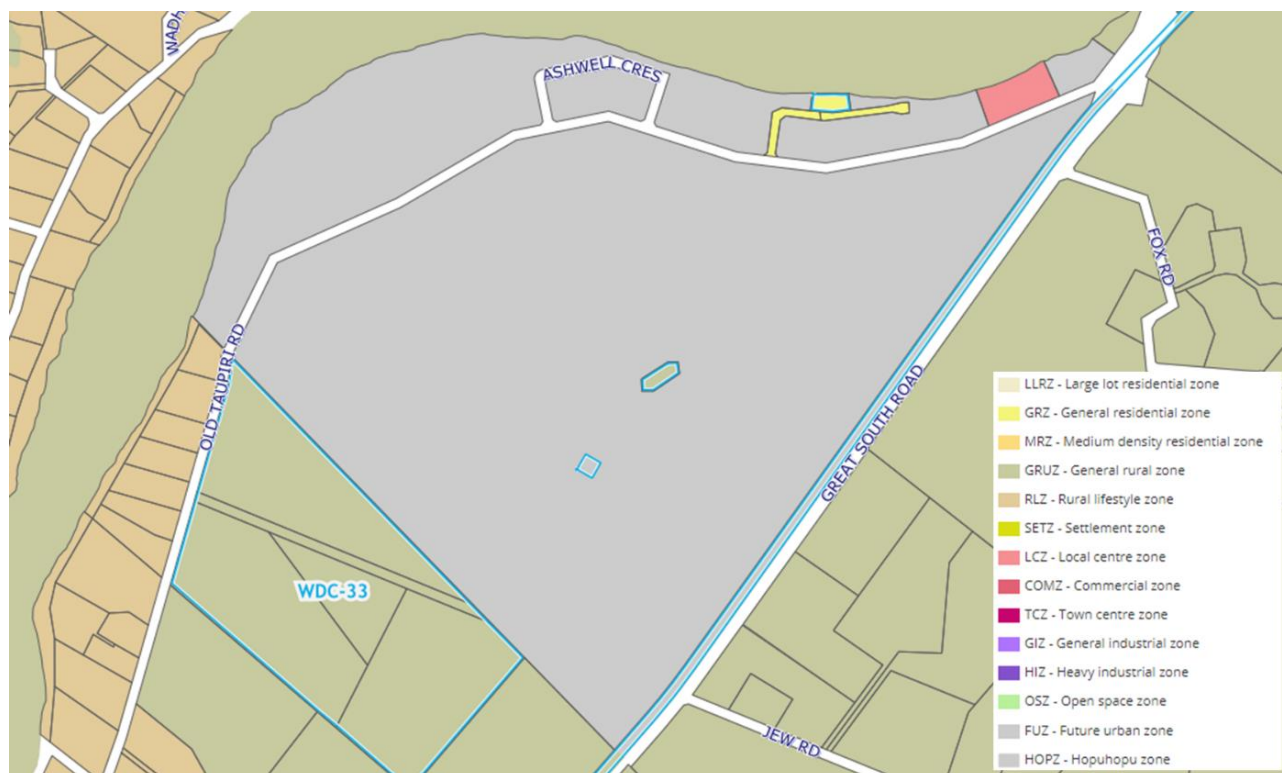 WADH
ASHWELL CRES
FOX RD
OLD TAUPIRI RD
GREAT SOUTH ROAD
WDC-33
JEW RD
LLRZ - Large lot residential zone
GRZ - General residential zone
MRZ - Medium density residential zone
GRUZ - General rural zone
RLZ - Rural lifestyle zone
SETZ - Settlement zone
LCZ - Local centre zone
COMZ - Commercial zone
TCZ - Town centre zone
GIZ - General industrial zone
HIZ - Heavy industrial zone
OSZ - Open space zone
FUZ - Future urban zone
HOPZ - Hopuhopu zone